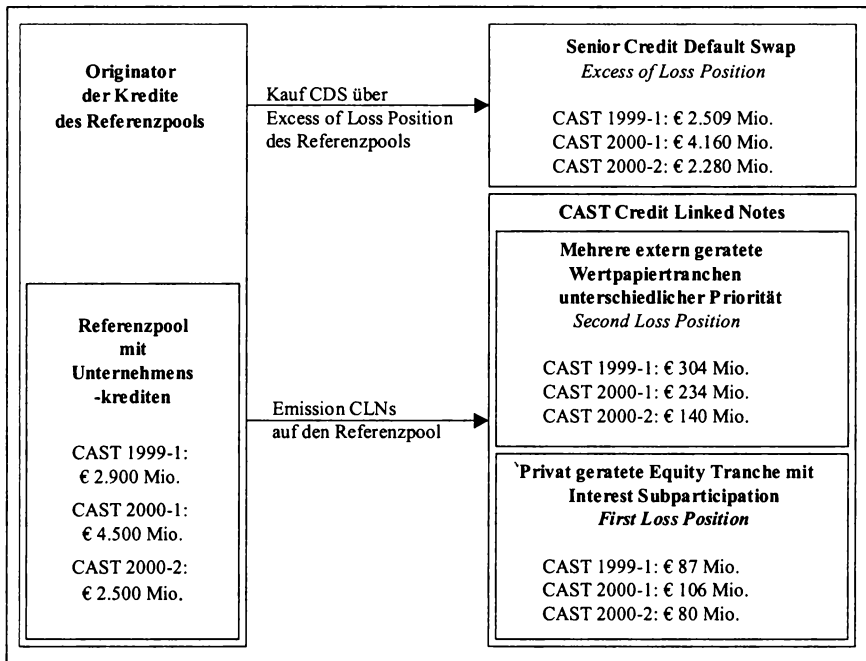 Originator
der Kredite
des Referenzpools
Kauf CDS über
Excess of Loss Position
des Referenzpools
Senior Credit Default Swap
Excess of Loss Position
CAST 1999-1: € 2.509 Mio.
CAST 2000-1: € 4.160 Mio.
CAST 2000-2: € 2.280 Mio.
CAST Credit Linked Notes
Mehrere extern geratete
Wertpapiertranchen
unterschiedlicher Priorität
Second Loss Position
CAST 1999-1: € 304 Mio.
CAST 2000-1: € 234 Mio.
CAST 2000-2: € 140 Mio.
Referenzpool
mit
Unternehmens
-krediten
CAST 1999-1:
€ 2.900 Mio.
CAST 2000-1:
€ 4.500 Mio.
CAST 2000-2:
€ 2.500 Mio.
Emission CLNs
auf den Referenzpool
Privat geratete Equity Tranche mit
Interest Subparticipation
First Loss Position
CAST 1999-1: € 87 Mio.
CAST 2000-1: € 106 Mio.
CAST 2000-2: € 80 Mio.